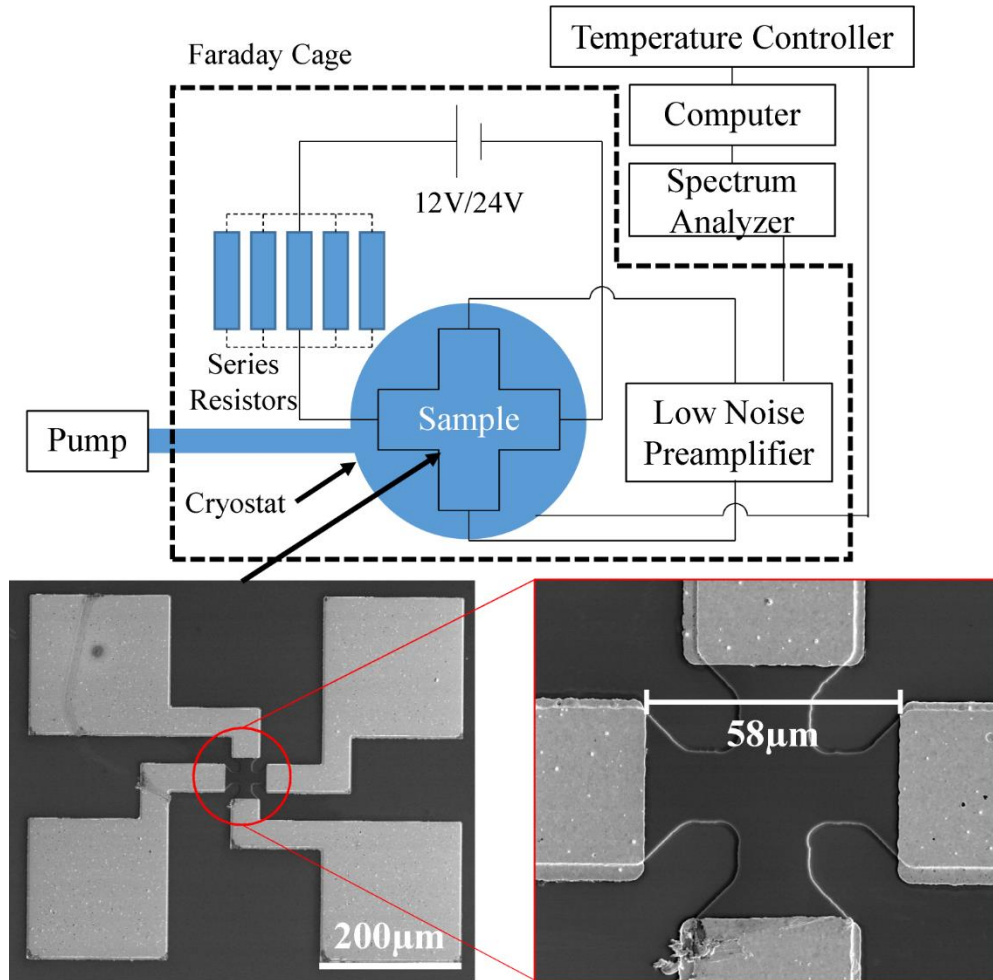 Temperature Controller
Faraday Cage
Computer
12V/24V
Spectrum
Analyzer
Series
Resistors
Sample
Low Noise
Preamplifier
Pump
Cryostat
58μm
200μm